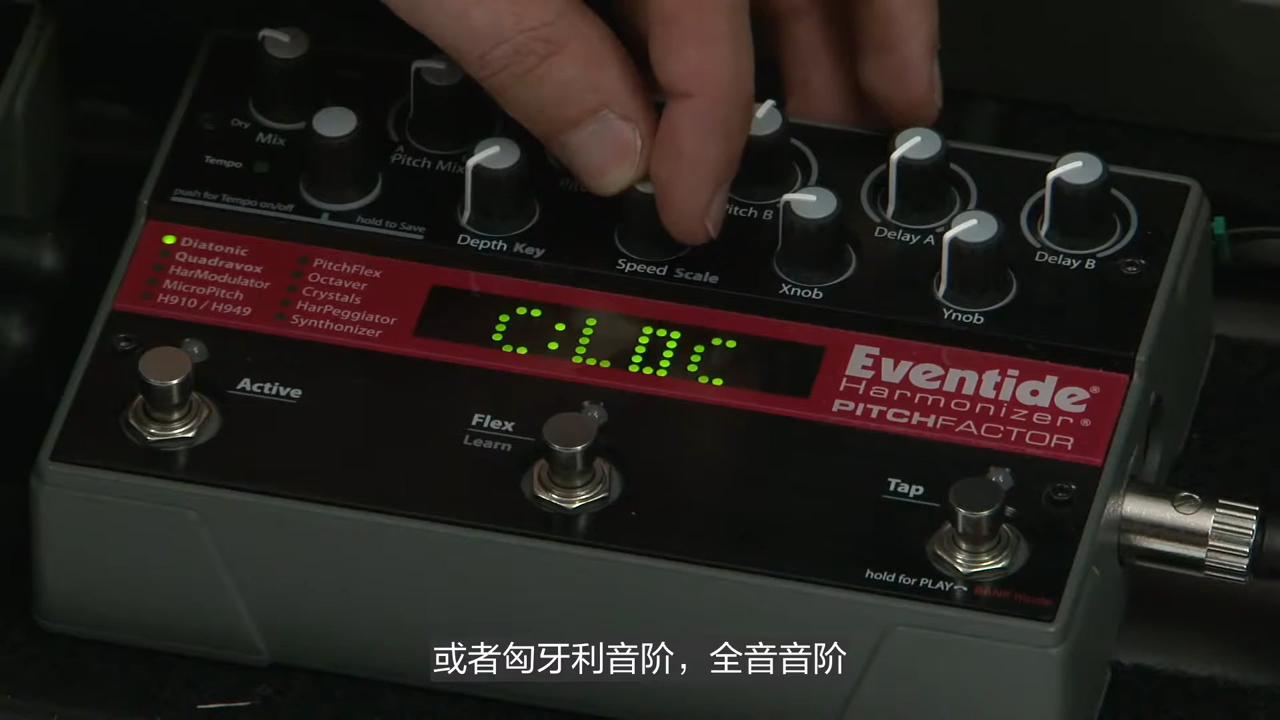 Dry
Mix
Pitch Mix
Pitch B
Delay A
Delay B
Tempo
push for Tempo on/off
hold to Save
Depth Key
Speed Scale
Xnob
Ynob
Diatonic
Quadravox
HarModulator
MicroPitch
H910 / H949
PitchFlex
Octaver
Crystals
HarPeggiator
Synthonizer
C:LOC
Eventide®
Harmonizer®
PITCHFACTOR
Active
Flex
Learn
Tap
hold for PLAY
或者匈牙利音阶，全音音阶